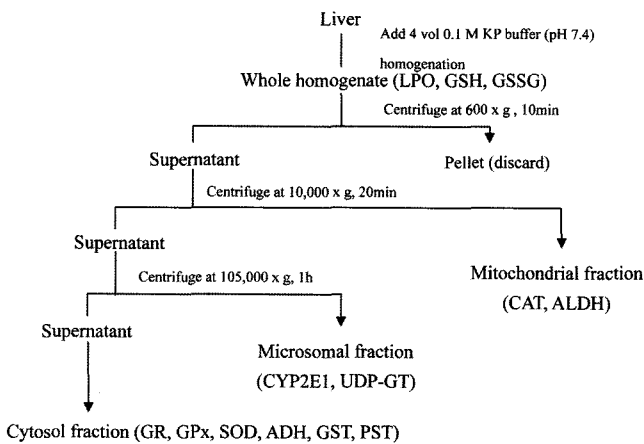 Liver
Add 4 vol 0.1 M KP buffer (pH 7.4)
homogenation
Whole homogenate (LPO, GSH, GSSG)
Centrifuge at 600 x g , 10min
Supernatant
Pellet (discard)
Centrifuge at 10,000 x g, 20min
Supernatant
Mitochondrial fraction
(CAT, ALDH)
Centrifuge at 105,000 x g, 1h
Supernatant
Microsomal fraction
(CYP2E1, UDP-GT)
Cytosol fraction (GR, GPx, SOD, ADH, GST, PST)